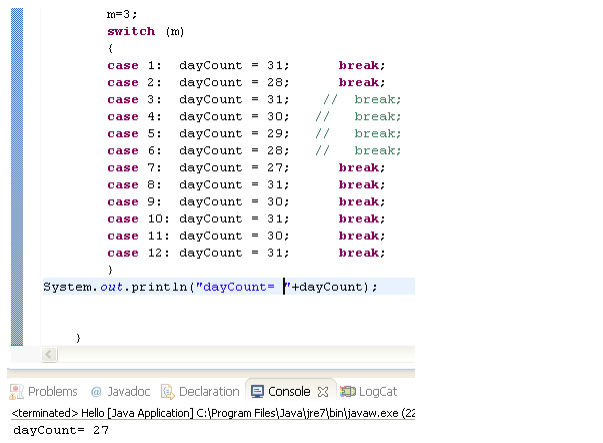 m=3;
switch (m)
{
case 1: dayCount = 31; break;
case 2: dayCount = 28; break;
case 3: dayCount = 31; // break;
case 4: dayCount = 30; // break;
case 5: dayCount = 29; // break;
case 6: dayCount = 28; // break;
case 7: dayCount = 27; break;
case 8: dayCount = 31; break;
case 9: dayCount = 30; break;
case 10: dayCount = 31; break;
case 11: dayCount = 30; break;
case 12: dayCount = 31; break;
}
System.out.println("dayCount= "+dayCount);
}
Problems @ Javadoc Declaration Console LogCat
<terminated> Hello [Java Application] C:\Program Files\Java\jre7\bin\javaw.exe (22
dayCount= 27